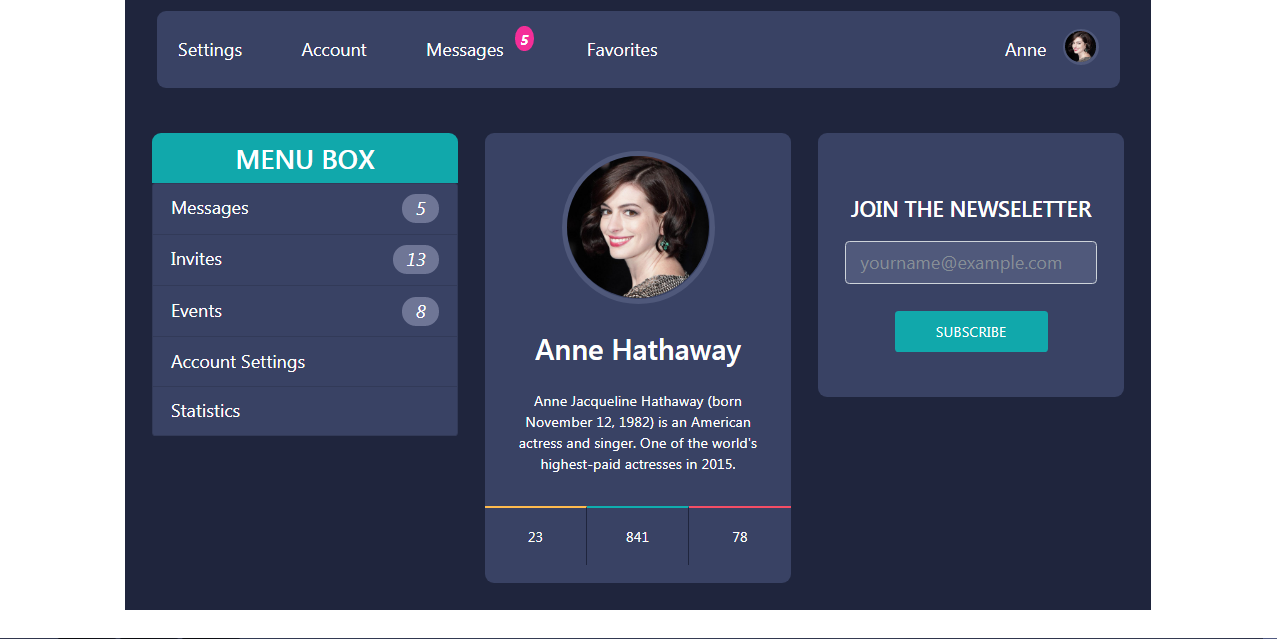 Settings Account Messages 5 Favorites Anne
MENU BOX
Messages 5
Invites 13
Events 8
Account Settings
Statistics
Anne Hathaway
Anne Jacqueline Hathaway (born
November 12, 1982) is an American
actress and singer. One of the world's
highest-paid actresses in 2015.
23 841 78
JOIN THE NEWSELETTER
yourname@example.com
SUBSCRIBE